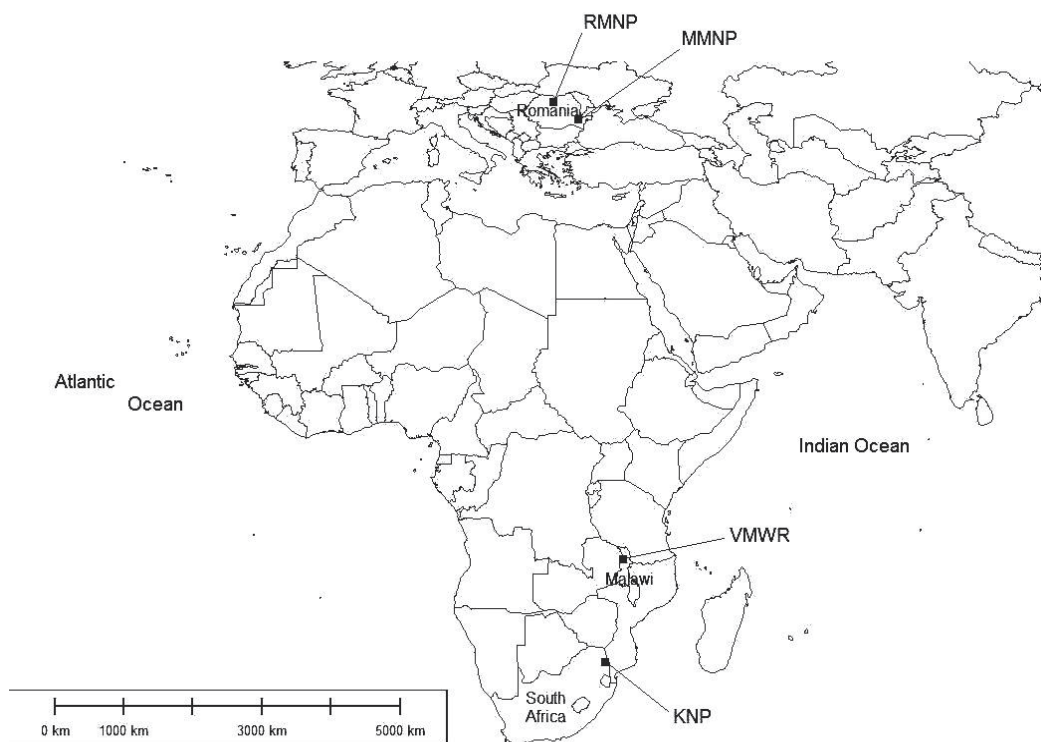 RMNP
MMNP
Romania
Atlantic
Ocean
Indian Ocean
VMWR
Malawi
South
Africa
KNP
0 km 1000 km 3000 km 5000 km